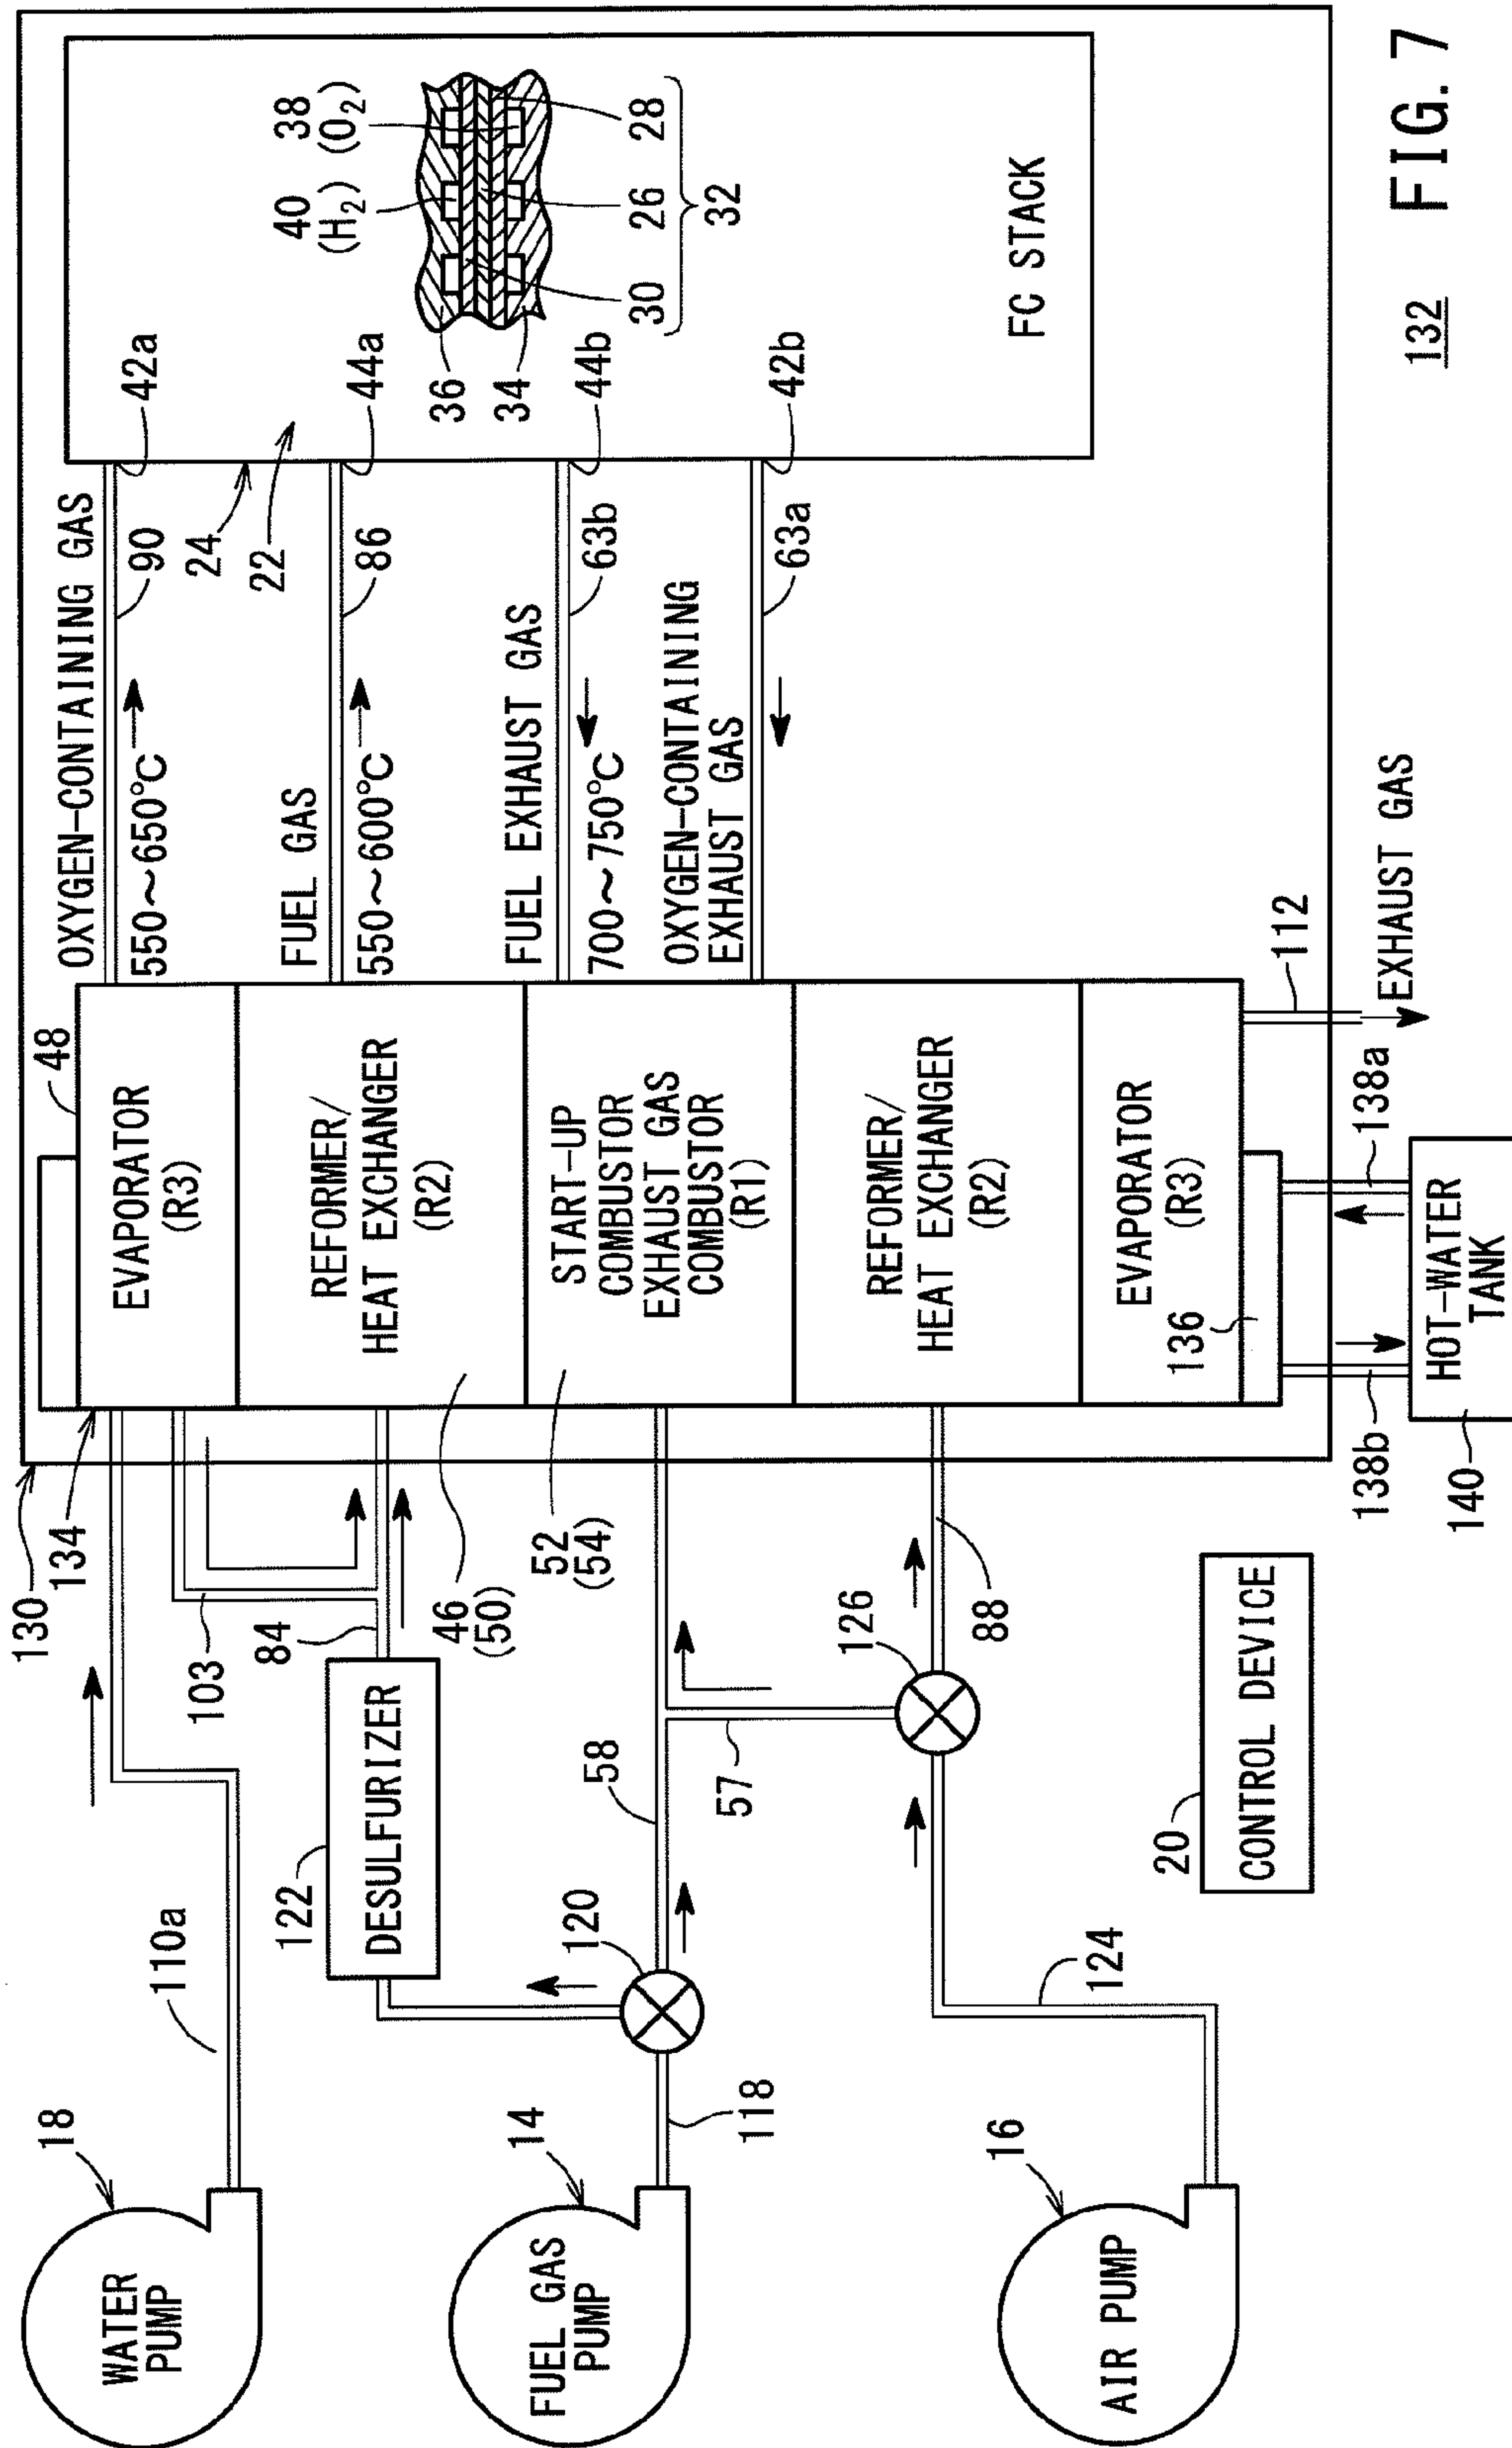 FIG. 7
132
130
134
48
OXYGEN-CONTAINING GAS
90
550~650°C
42a
24
22
FUEL GAS
86
550~600°C
44a
FUEL EXHAUST GAS
63b
700~750°C
44b
OXYGEN-CONTAINING
EXHAUST GAS
63a
42b
40
(H2)
38
(O2)
36
34
30
26
28
32
FC STACK
EVAPORATOR
(R3)
REFORMER/
HEAT EXCHANGER
(R2)
START-UP
COMBUSTOR
EXHAUST GAS
COMBUSTOR
(R1)
REFORMER/
HEAT EXCHANGER
(R2)
EVAPORATOR
(R3)
136
112
EXHAUST GAS
138a
138b
HOT-WATER
TANK
140
18
WATER
PUMP
110a
103
84
122
DESULFURIZER
46
(50)
52
(54)
14
FUEL GAS
PUMP
118
120
58
57
126
88
16
AIR PUMP
124
20
CONTROL DEVICE